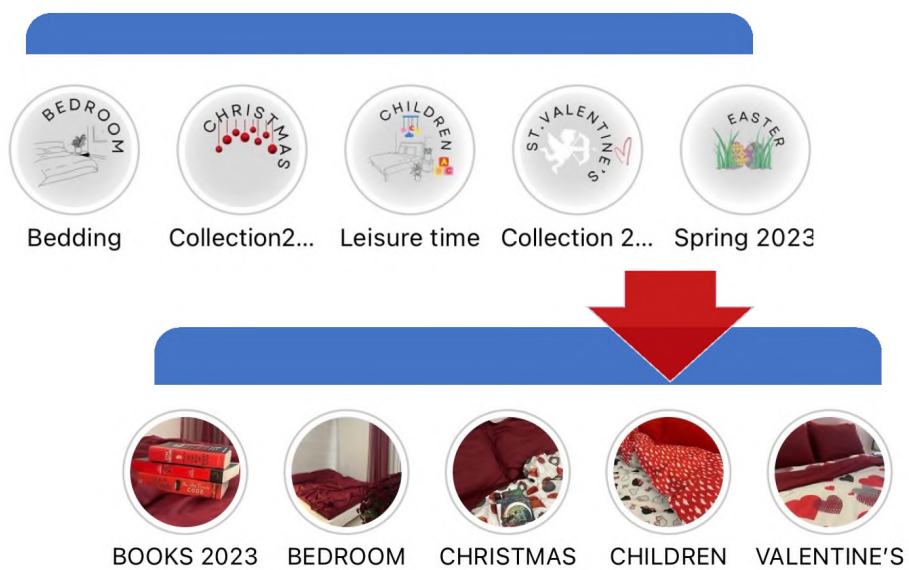 BEDROOM
CHRISTMAS
CHILDREN
ST.VALENTINE'S
EASTER
A
Bedding
Collection2...
Leisure time
Collection 2...
Spring 2023
CODE
BOOKS 2023
BEDROOM
CHRISTMAS
CHILDREN
VALENTINE'S